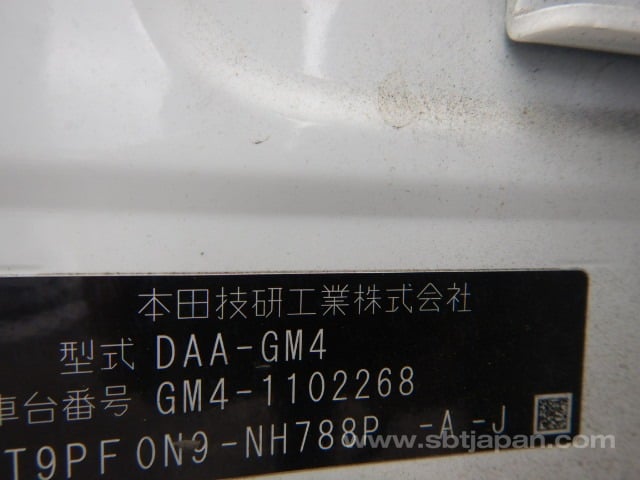 本田技研工業株式会社
型式 DAA-GM4
車台番号 GM4-1102268
T9PF0N9-NH788P -A -J
www.sbtjapan.com